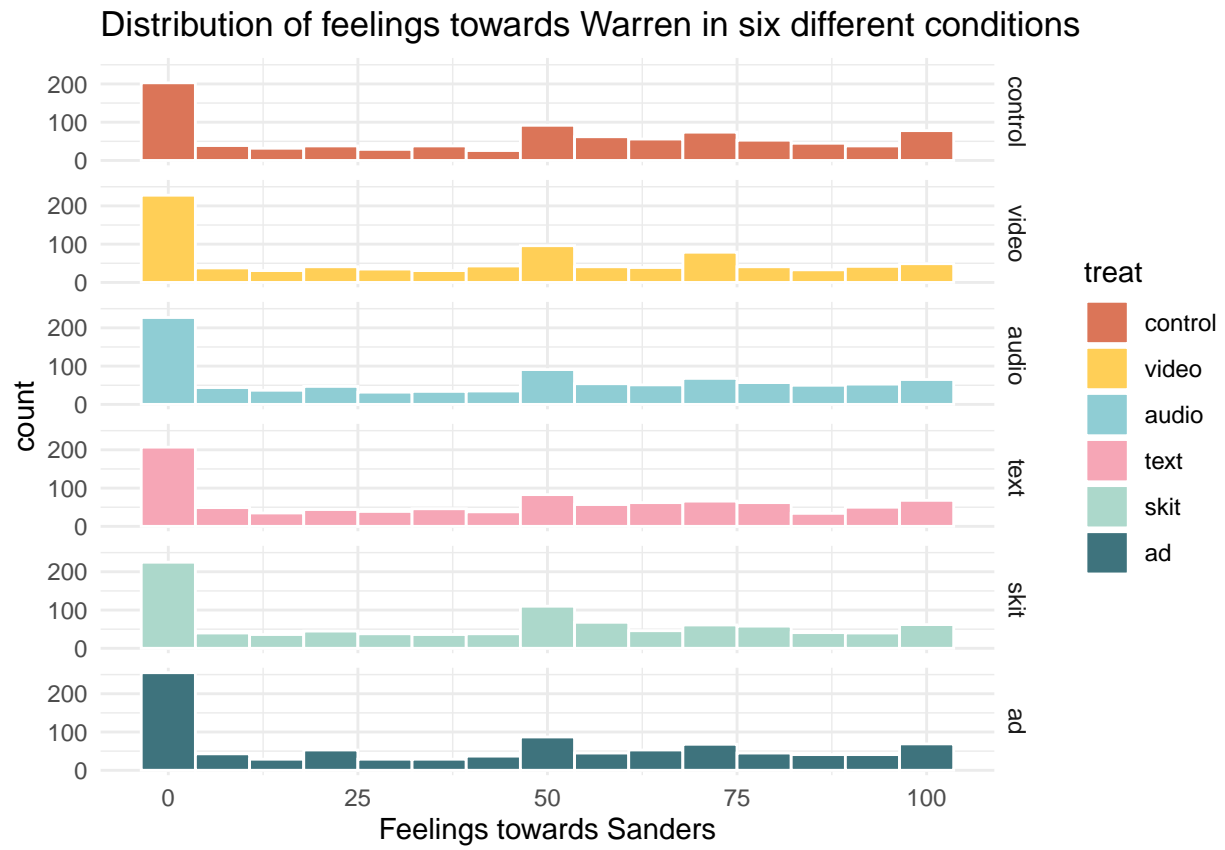 Distribution of feelings towards Warren in six different conditions
count
200
100
0
control
200
100
0
video
200
100
0
audio
200
100
0
text
200
100
0
skit
200
100
0
ad
0 25 50 75 100
Feelings towards Sanders
treat
control
video
audio
text
skit
ad